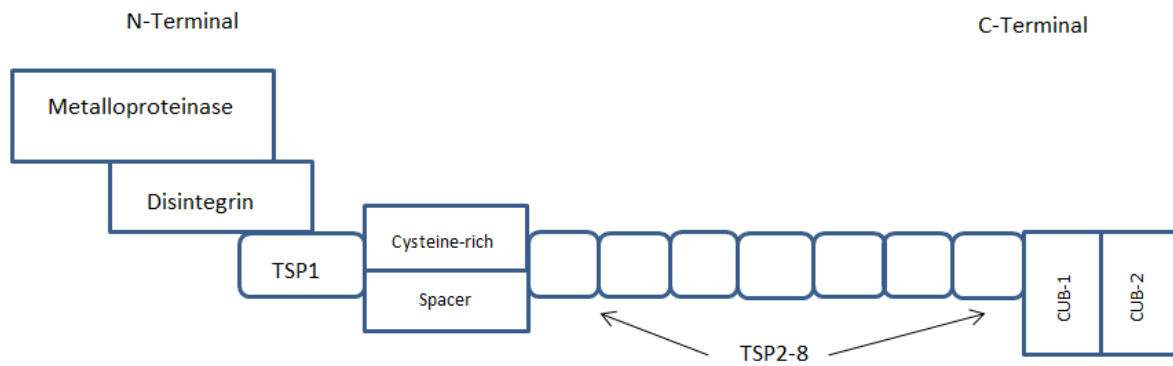 N-Terminal
C-Terminal
Metalloproteinase
Disintegrin
TSP1
Cysteine-rich
Spacer
TSP2-8
CUB-1
CUB-2